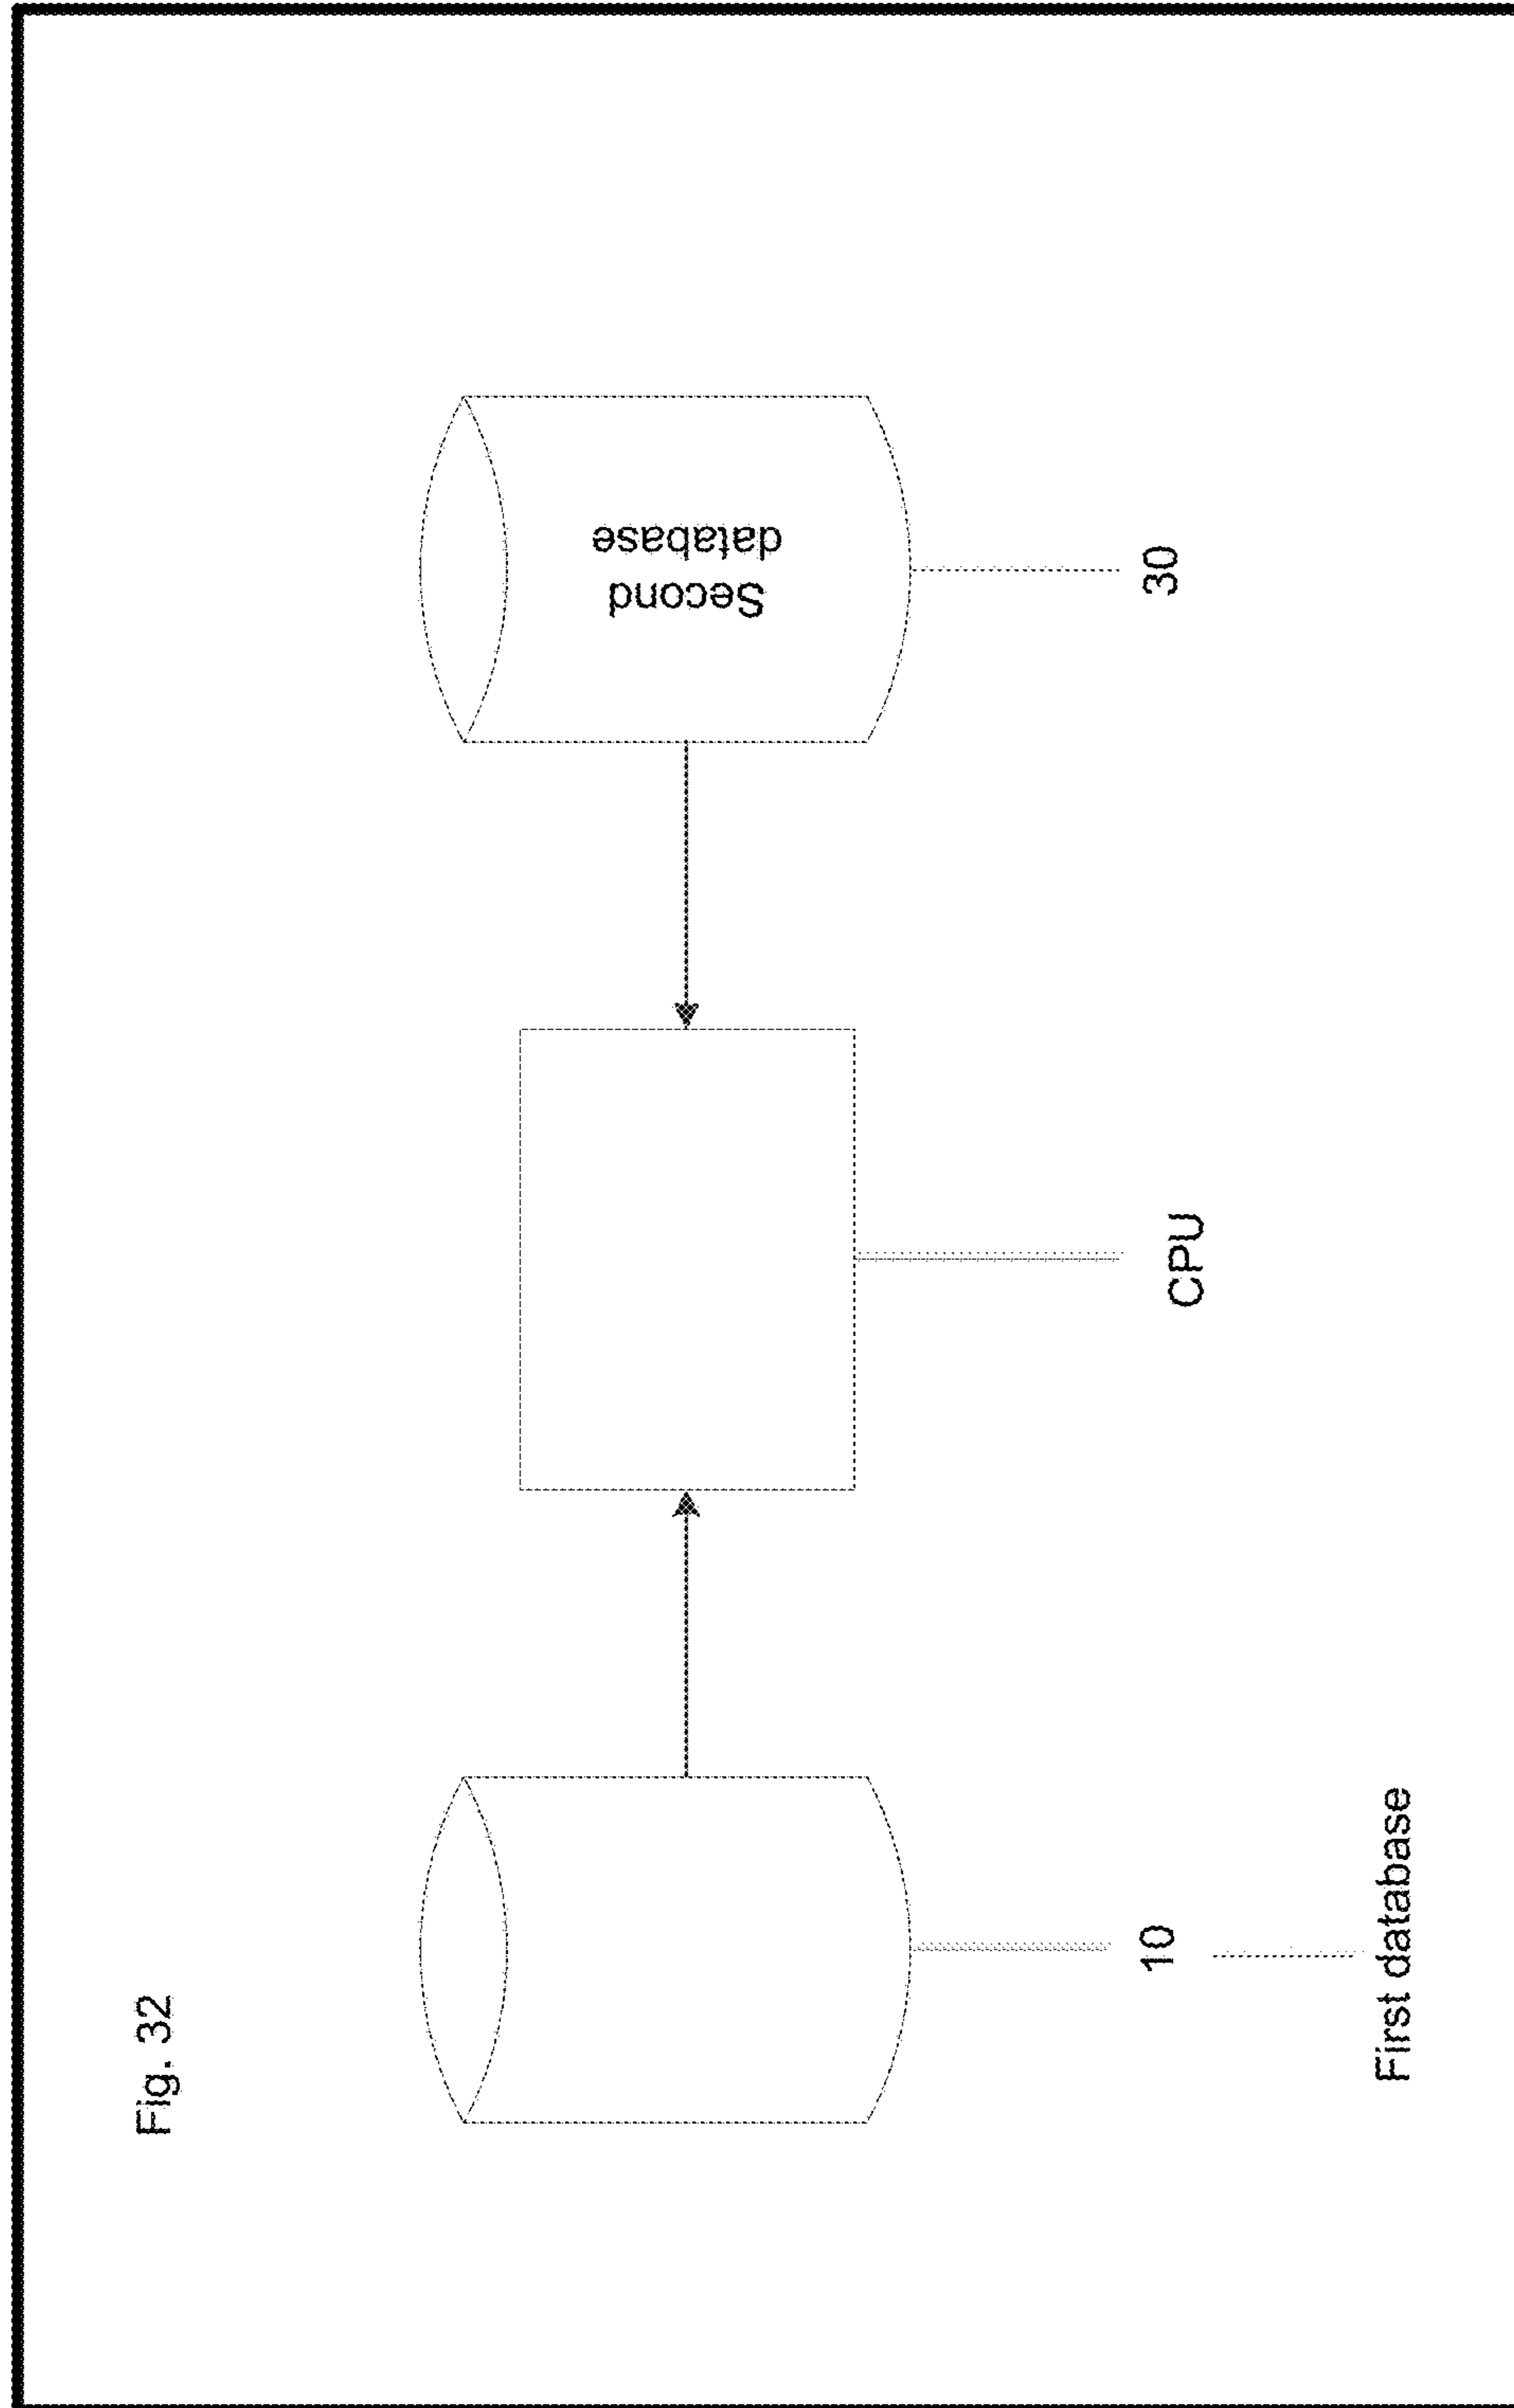 Fig. 32
Second
database
10
CPU
30
First database